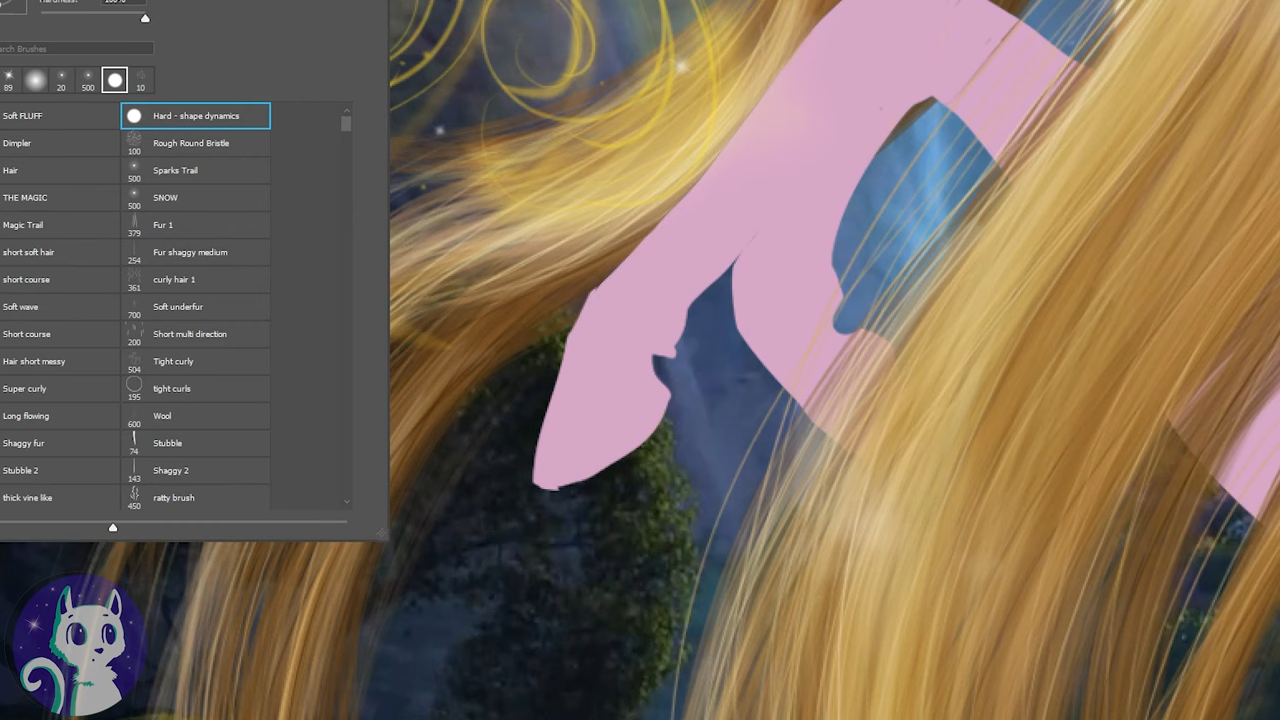 Hardness: 100%
arch Brushes
89 20 500 10
Soft FLUFF Hard - shape dynamics
Dimpler 100 Rough Round Bristle
Hair 500 Sparks Trail
THE MAGIC 500 SNOW
Magic Trail 379 Fur 1
short soft hair 254 Fur shaggy medium
short course 361 curly hair 1
Soft wave 700 Soft underfur
Short course 200 Short multi direction
Hair short messy 504 Tight curly
Super curly 195 tight curls
Long flowing 600 Wool
Shaggy fur 74 Stubble
Stubble 2 143 Shaggy 2
thick vine like 450 ratty brush